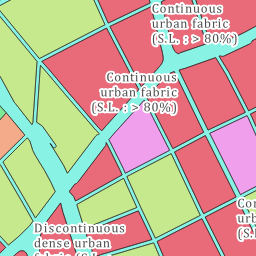 Continuous
urban fabric
(S.L. : > 80%)
Continuous
urban fabric
(S.L. : > 80%)
Discontinuous
dense urban